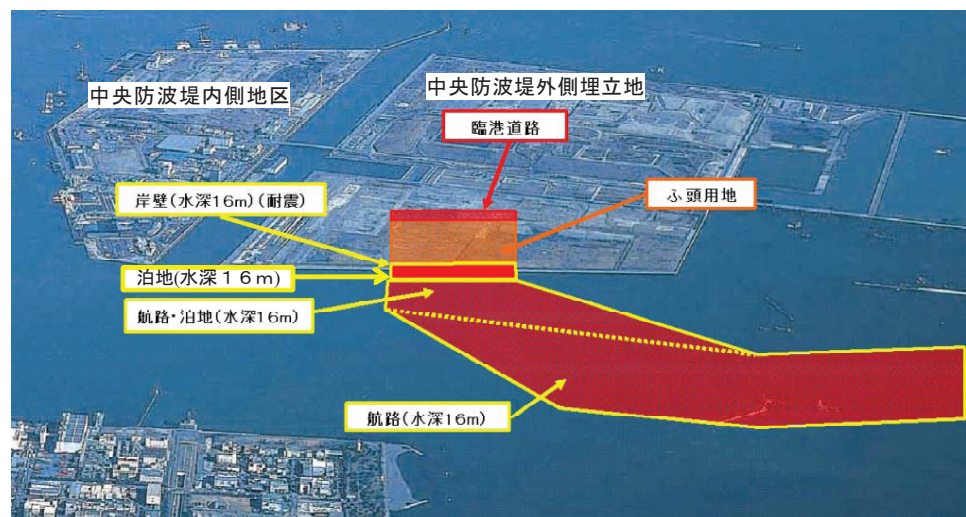 中央防波堤内側地区
中央防波堤外側埋立地
臨港道路
岸壁(水深16m)(耐震)
ふ頭用地
泊地(水深16m)
航路・泊地(水深16m)
航路(水深16m)